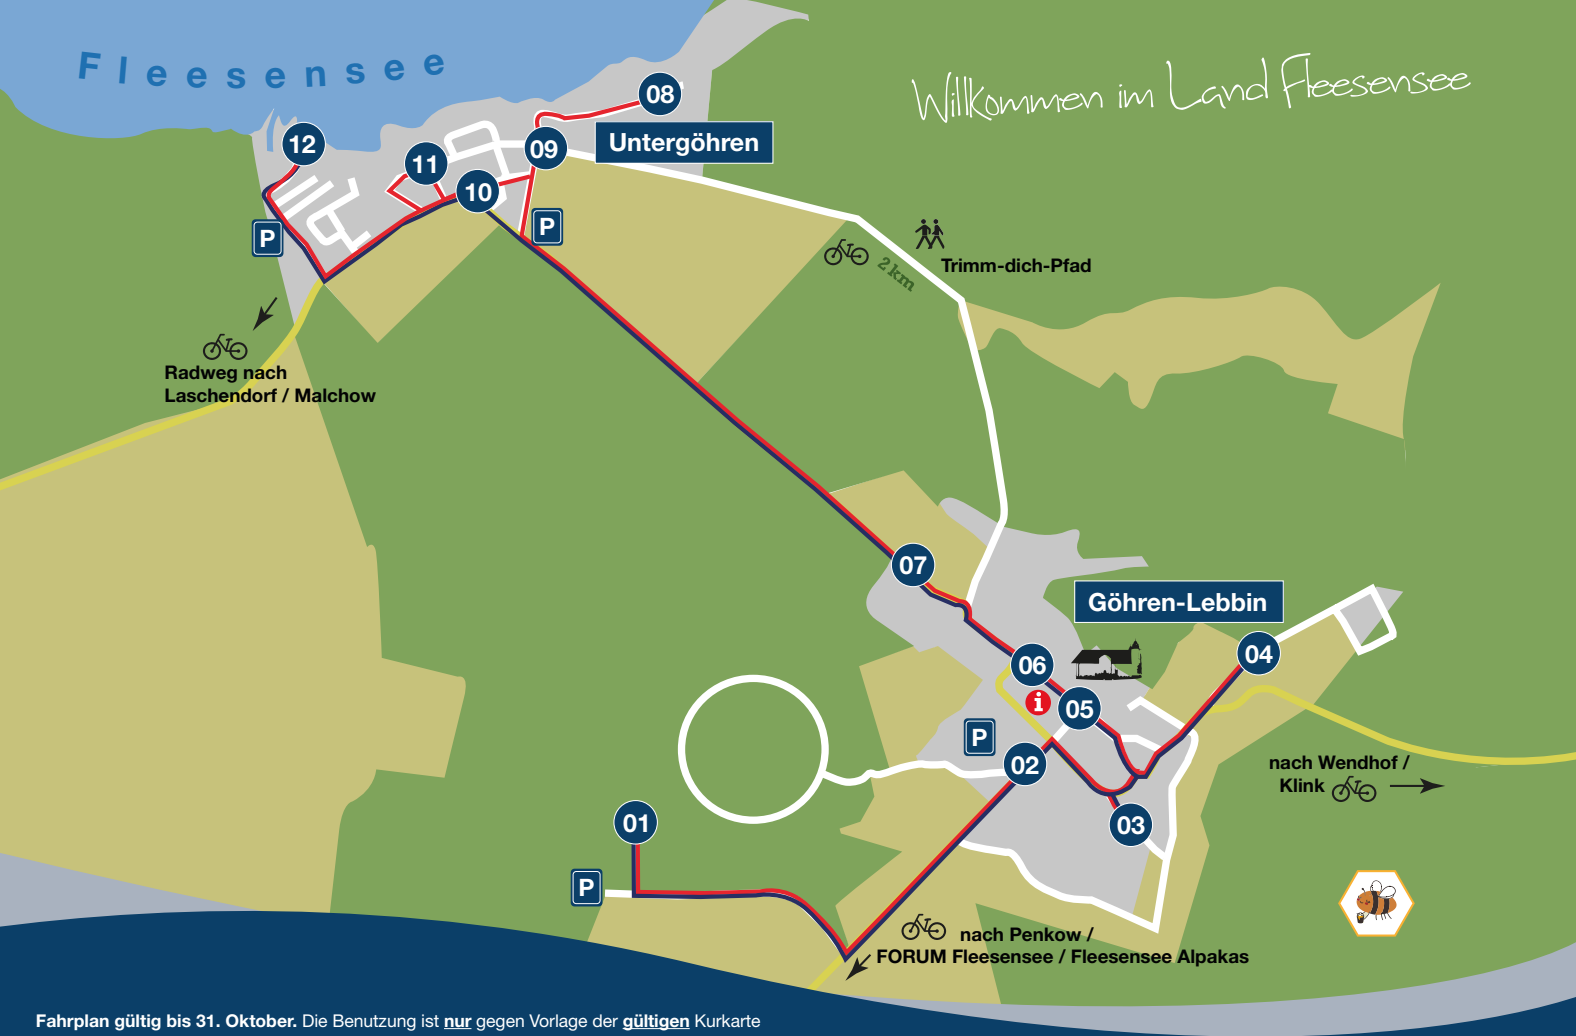 Fleesensee
Willkommen im Land Fleesensee
08
12
09
Untergöhren
11
10
P
P
2 km
Trimm-dich-Pfad
Radweg nach
Laschendorf / Malchow
07
Göhren-Lebbin
06
04
i
05
P
02
nach Wendhof /
Klink
01
03
P
nach Penkow /
FORUM Fleesensee / Fleesensee Alpakas
Fahrplan gültig bis 31. Oktober. Die Benutzung ist nur gegen Vorlage der gültigen Kurkarte